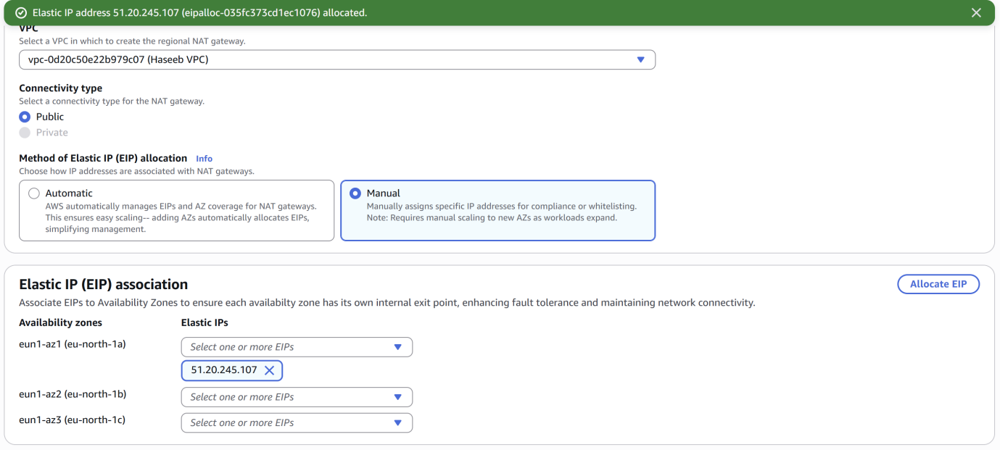 Elastic IP address 51.20.245.107 (eipalloc-035fc373cd1ec1076) allocated.
VPC
Select a VPC in which to create the regional NAT gateway.
vpc-0d20c50e22b979c07 (Haseeb VPC)
Connectivity type
Select a connectivity type for the NAT gateway.
Public
Private
Method of Elastic IP (EIP) allocation Info
Choose how IP addresses are associated with NAT gateways.
Automatic
AWS automatically manages EIPs and AZ coverage for NAT gateways.
This ensures easy scaling-- adding AZs automatically allocates EIPs,
simplifying management.
Manual
Manually assigns specific IP addresses for compliance or whitelisting.
Note: Requires manual scaling to new AZs as workloads expand.
Elastic IP (EIP) association
Allocate EIP
Associate EIPs to Availability Zones to ensure each availabilty zone has its own internal exit point, enhancing fault tolerance and maintaining network connectivity.
Availability zones Elastic IPs
eun1-az1 (eu-north-1a) Select one or more EIPs
51.20.245.107
eun1-az2 (eu-north-1b) Select one or more EIPs
eun1-az3 (eu-north-1c) Select one or more EIPs